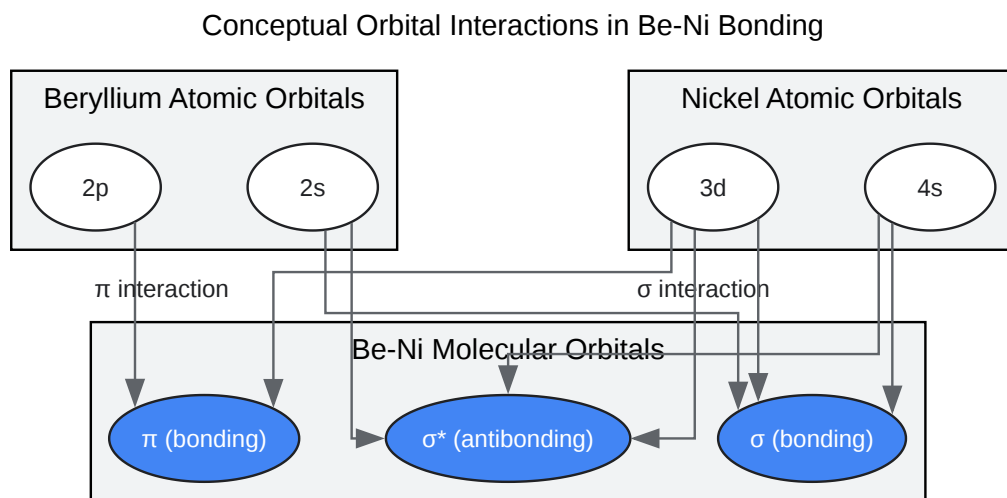 Conceptual Orbital Interactions in Be-Ni Bonding
Beryllium Atomic Orbitals
Nickel Atomic Orbitals
2p
2s
3d
4s
π interaction
σ interaction
Be-Ni Molecular Orbitals
π (bonding)
σ* (antibonding)
σ (bonding)